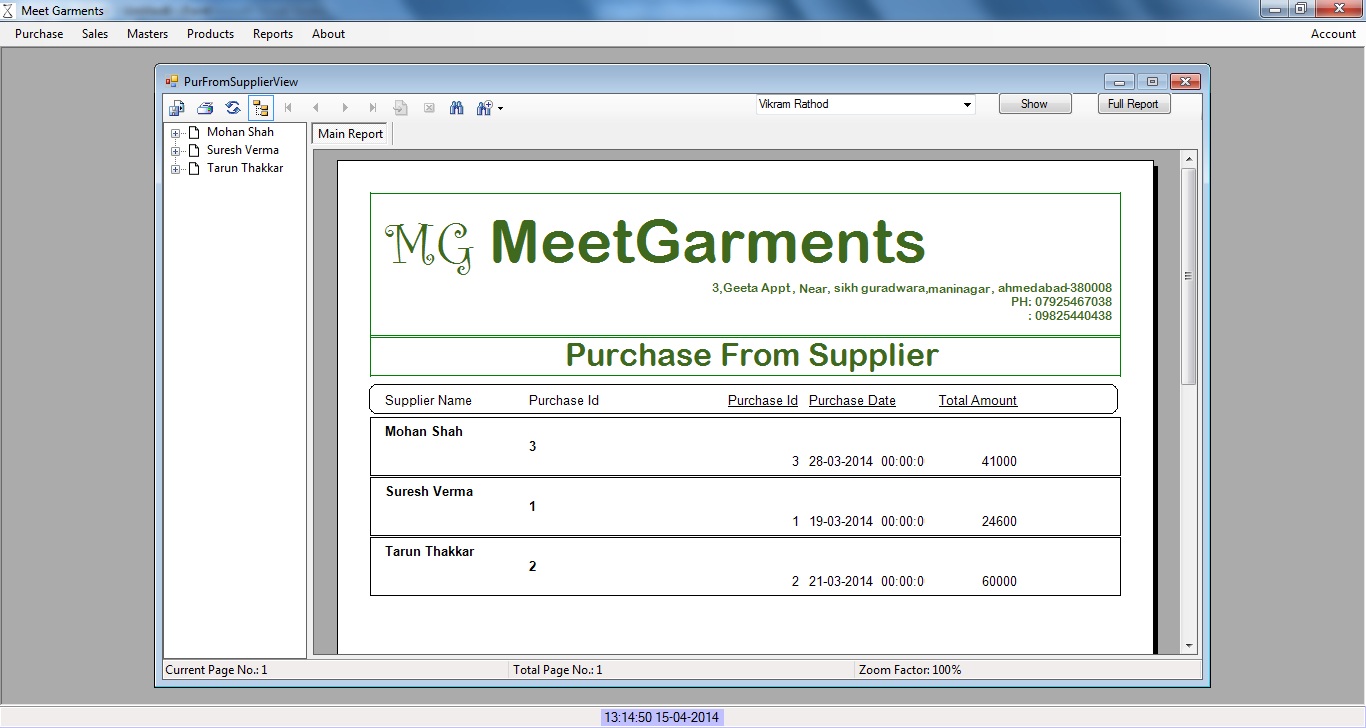 Meet Garments
Purchase Sales Masters Products Reports About Account
PurFromSupplierView
Vikram Rathod Show Full Report
Mohan Shah
Suresh Verma
Tarun Thakkar
Main Report
MG MeetGarments
3,Geeta Appt, Near, sikh guradwara,maninagar, ahmedabad-380008
PH: 07925467038
: 09825440438
Purchase From Supplier
Supplier Name Purchase Id Purchase Id Purchase Date Total Amount
Mohan Shah
3
3 28-03-2014 00:00:0 41000
Suresh Verma
1
1 19-03-2014 00:00:0 24600
Tarun Thakkar
2
2 21-03-2014 00:00:0 60000
Current Page No.: 1 Total Page No.: 1 Zoom Factor: 100%
13:14:50 15-04-2014